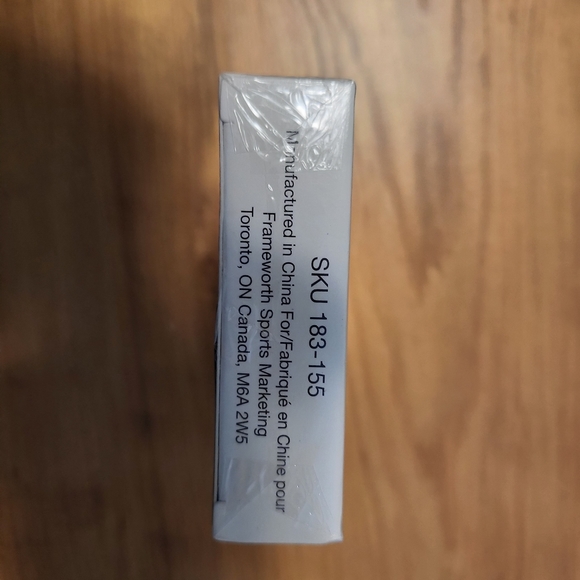 SKU 183-155
Manufactured in China For/Fabriqué en Chine pour
Frameworth Sports Marketing
Toronto, ON Canada, M6A 2W5